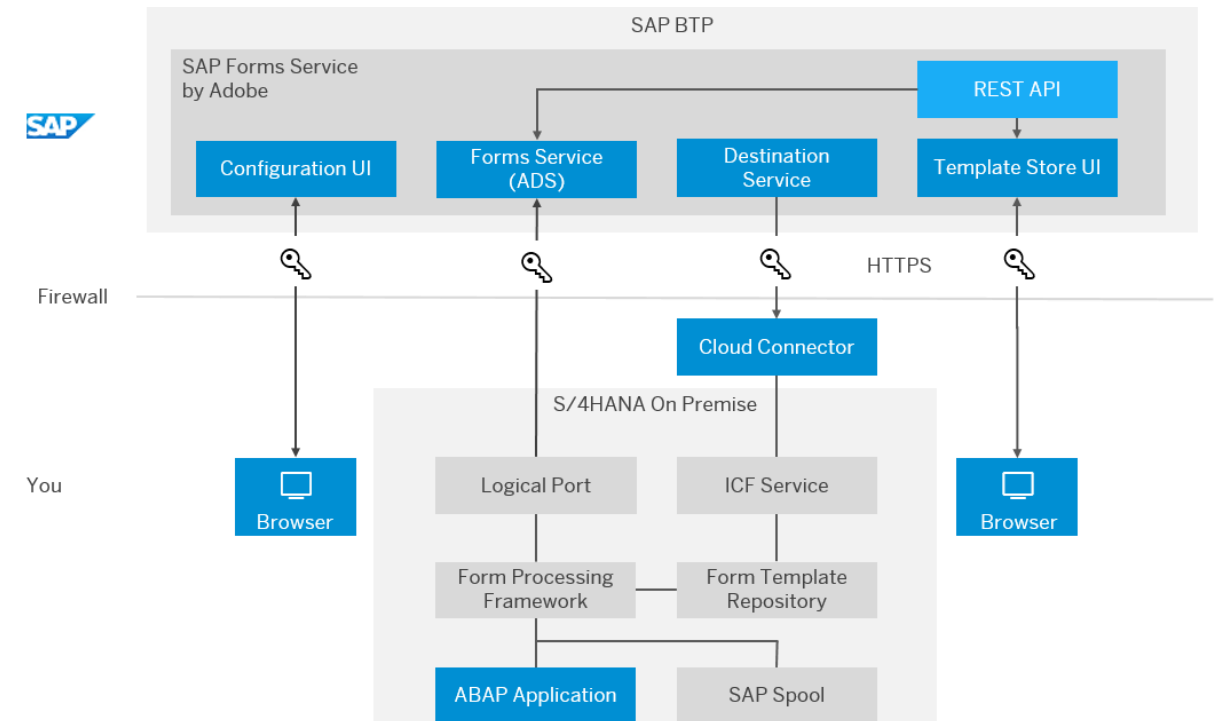 SAP BTP
SAP Forms Service
by Adobe
REST API
SAP
Configuration UI
Forms Service
(ADS)
Destination
Service
Template Store UI
HTTPS
Firewall
Cloud Connector
S/4HANA On Premise
You
Browser
Logical Port
ICF Service
Browser
Form Processing
Framework
Form Template
Repository
ABAP Application
SAP Spool